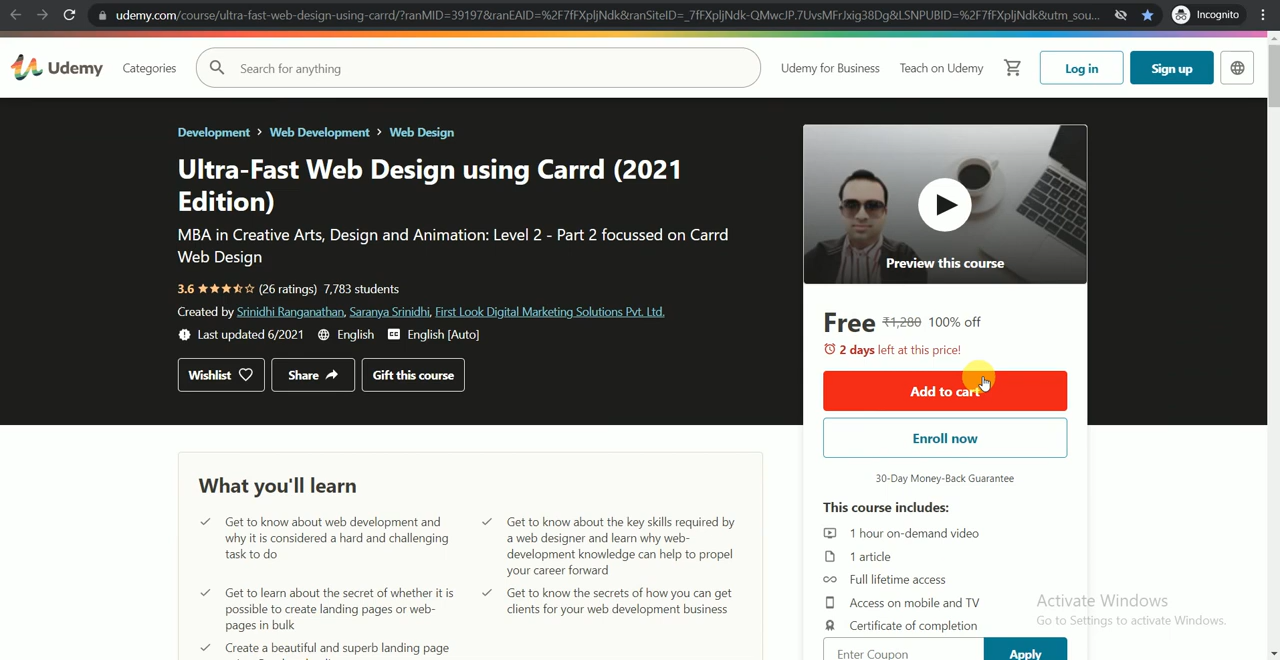 udemy.com/course/ultra-fast-web-design-using-carrd/?ranMID=39197&ranEAID=%2F7fFXpljNdk&ranSiteID=_7fFXpljNdk-QMwcJP.7UvsMFrJxig38Dg&LSNPUBID=%2F7fFXpljNdk&utm_sou...
Incognito
Udemy
Categories
Search for anything
Udemy for Business
Teach on Udemy
Log in
Sign up
Development > Web Development > Web Design
Ultra-Fast Web Design using Carrd (2021
Edition)
MBA in Creative Arts, Design and Animation: Level 2 - Part 2 focussed on Carrd
Web Design
3.6 (26 ratings) 7,783 students
Created by Srinidhi Ranganathan, Saranya Srinidhi, First Look Digital Marketing Solutions Pvt. Ltd.
Last updated 6/2021 English English [Auto]
Wishlist
Share
Gift this course
Preview this course
Free ₹1,280 100% off
2 days left at this price!
Add to cart
Enroll now
30-Day Money-Back Guarantee
This course includes:
1 hour on-demand video
1 article
Full lifetime access
Access on mobile and TV
Certificate of completion
Enter Coupon
Apply
What you'll learn
Get to know about web development and
why it is considered a hard and challenging
task to do
Get to know about the key skills required by
a web designer and learn why web-
development knowledge can help to propel
your career forward
Get to learn about the secret of whether it is
possible to create landing pages or web-
pages in bulk
Get to know the secrets of how you can get
clients for your web development business
Create a beautiful and superb landing page
Activate Windows
Go to Settings to activate Windows.